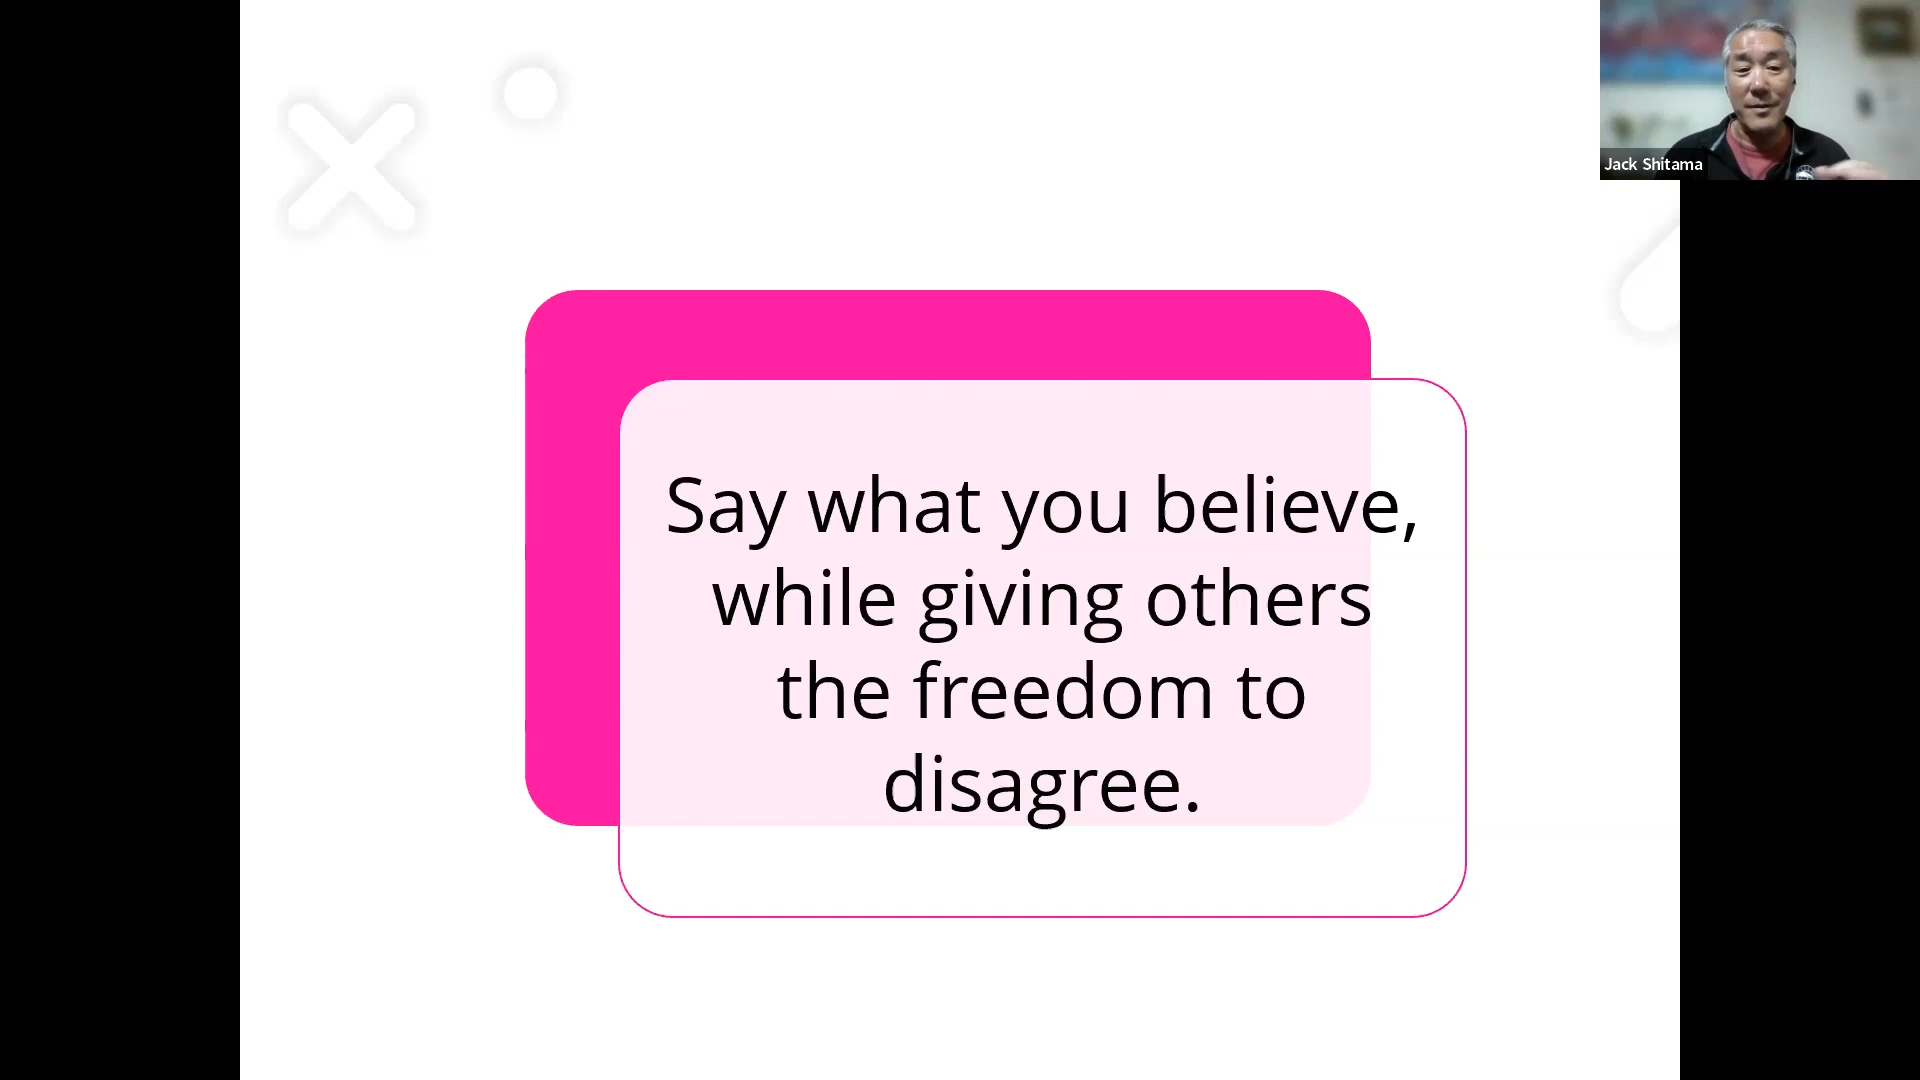 Jack Shitama
Say what you believe,
while giving others
the freedom to
disagree.